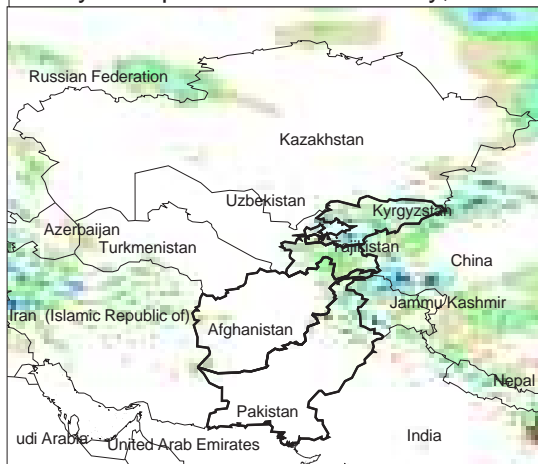 Russian Federation
Kazakhstan
Uzbekistan
Kyrgyzstan
Azerbaijan
Turkmenistan
Tajikistan
China
Jammu Kashmir
Iran (Islamic Republic of)
Afghanistan
Nepal
Pakistan
udi Arabia
United Arab Emirates
India